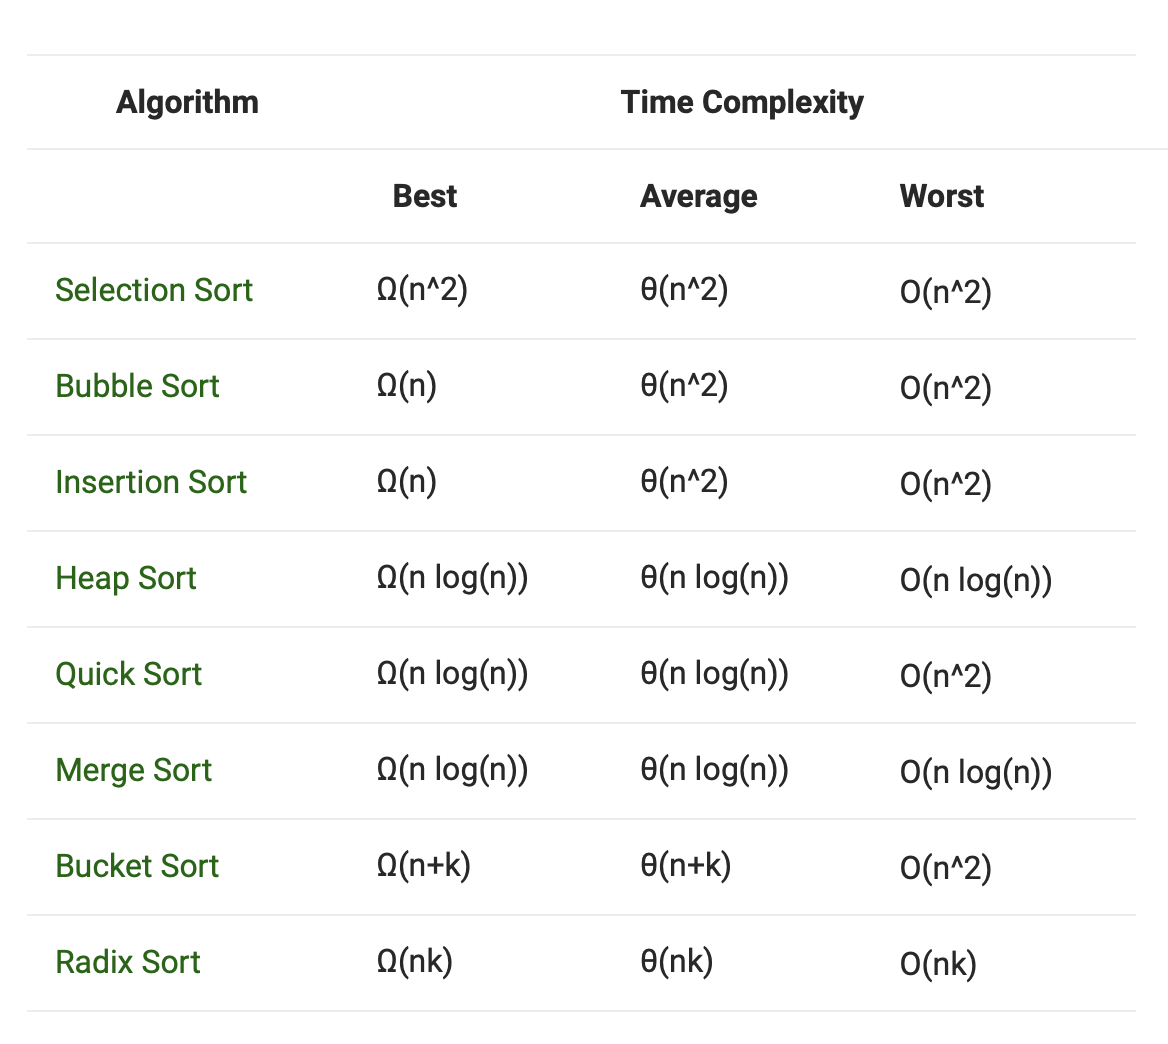 Algorithm Time Complexity
Best Average Worst
Selection Sort Ω(n^2) θ(n^2) O(n^2)
Bubble Sort Ω(n) θ(n^2) O(n^2)
Insertion Sort Ω(n) θ(n^2) O(n^2)
Heap Sort Ω(n log(n)) θ(n log(n)) O(n log(n))
Quick Sort Ω(n log(n)) θ(n log(n)) O(n^2)
Merge Sort Ω(n log(n)) θ(n log(n)) O(n log(n))
Bucket Sort Ω(n+k) θ(n+k) O(n^2)
Radix Sort Ω(nk) θ(nk) O(nk)